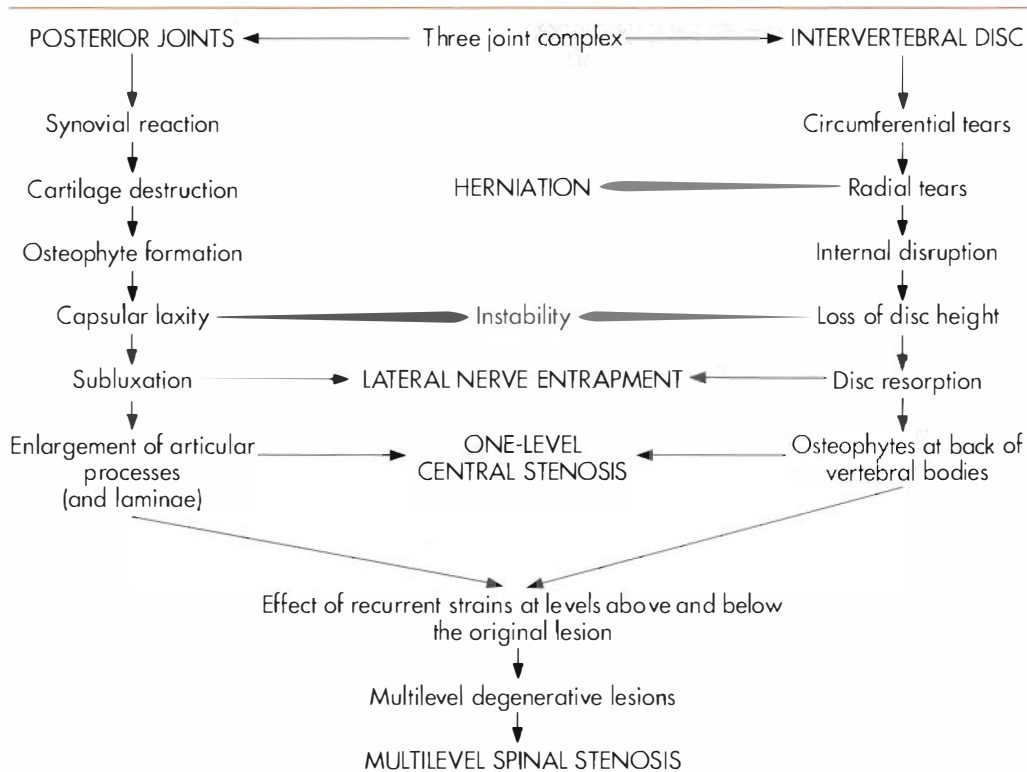 POSTERIOR JOINTS Three joint complex INTERVERTEBRAL DISC
Synovial reaction Circumferential tears
Cartilage destruction HERNIATION Radial tears
Osteophyte formation Internal disruption
Capsular laxity Instability Loss of disc height
Subluxation LATERAL NERVE ENTRAPMENT Disc resorption
Enlargement of articular ONE-LEVEL Osteophytes at back of
processes CENTRAL STENOSIS vertebral bodies
(and laminae)
Effect of recurrent strains at levels above and below
the original lesion
Multilevel degenerative lesions
MULTILEVEL SPINAL STENOSIS